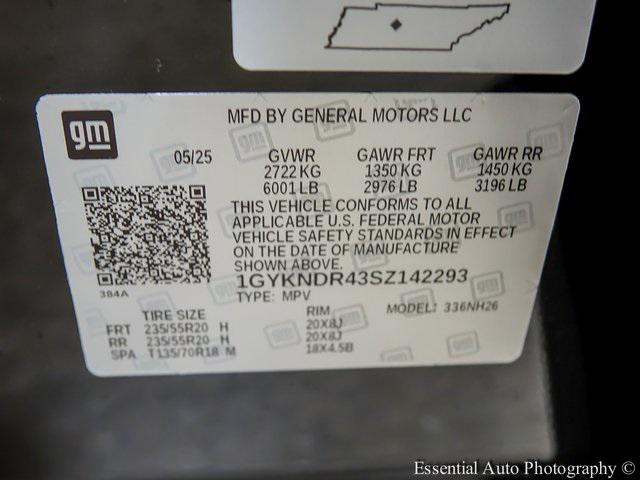 gm
MFD BY GENERAL MOTORS LLC
05/25 GVWR GAWR FRT GAWR RR
2722 KG 1350 KG 1450 KG
6001 LB 2976 LB 3196 LB
THIS VEHICLE CONFORMS TO ALL
APPLICABLE U.S. FEDERAL MOTOR
VEHICLE SAFETY STANDARDS IN EFFECT
ON THE DATE OF MANUFACTURE
SHOWN ABOVE.
384A
1GYKNDR43SZ142293
TYPE: MPV MODEL: 336NH26
TIRE SIZE RIM
FRT 235/55R20 H 20X8J
RR 235/55R20 H 20X8J
SPA T135/70R18 M 18X4.5B
Essential Auto Photography ©